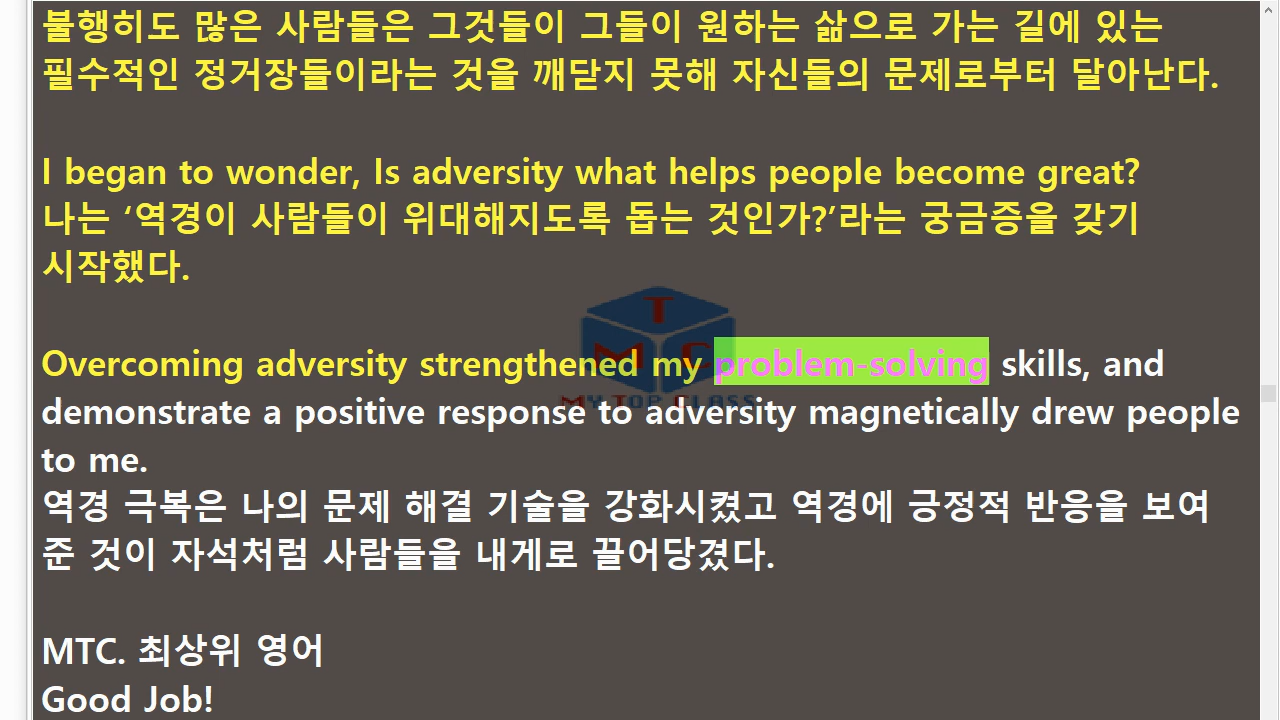 불행히도 많은 사람들은 그것들이 그들이 원하는 삶으로 가는 길에 있는
필수적인 정거장들이라는 것을 깨닫지 못해 자신들의 문제로부터 달아난다.
I began to wonder, Is adversity what helps people become great?
나는 ‘역경이 사람들이 위대해지도록 돕는 것인가?’라는 궁금증을 갖기
시작했다.
Overcoming adversity strengthened my problem-solving skills, and
demonstrate a positive response to adversity magnetically drew people
to me.
역경 극복은 나의 문제 해결 기술을 강화시켰고 역경에 긍정적 반응을 보여
준 것이 자석처럼 사람들을 내게로 끌어당겼다.
MTC. 최상위 영어
Good Job!
T
M C
My Top Class